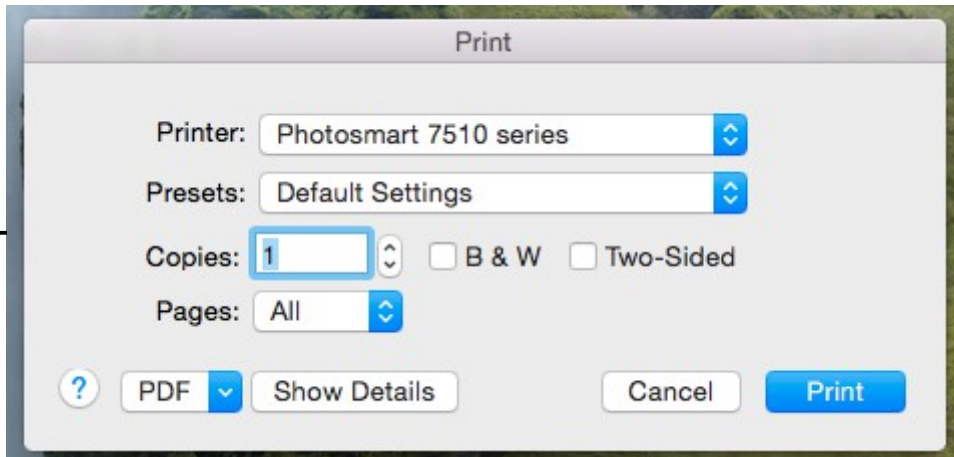 Print
Printer: Photosmart 7510 series
Presets: Default Settings
Copies: 1 B & W Two-Sided
Pages: All
? PDF Show Details Cancel Print